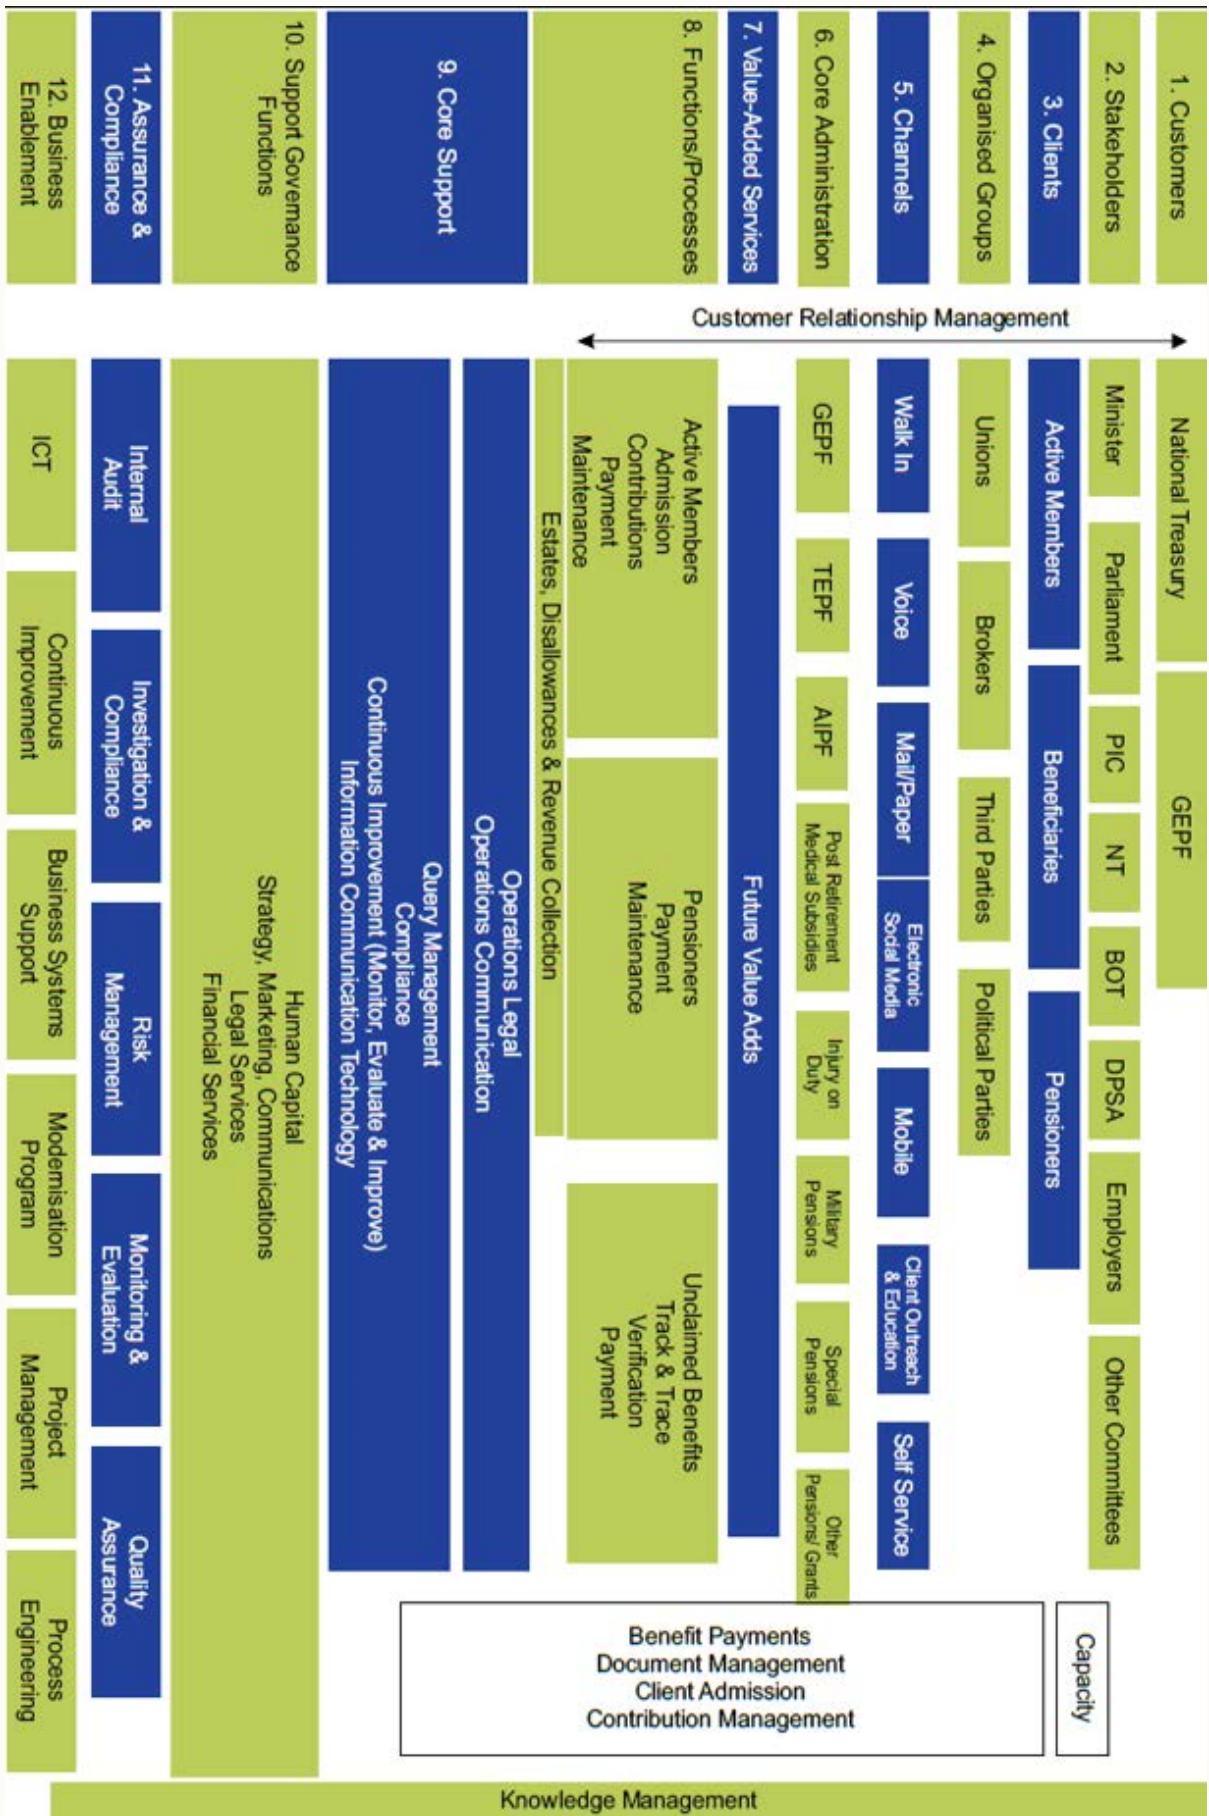 1. Customers
National Treasury
GEPF
2. Stakeholders
Minister
Parliament
PIC
NT
BOT
DPSA
Employers
Other Committees
3. Clients
Active Members
Beneficiaries
Pensioners
4. Organised Groups
Unions
Brokers
Third Parties
Political Parties
5. Channels
Walk In
Voice
Mail/Paper
Electronic
Social Media
Mobile
Client Outreach
& Education
Self Service
6. Core Administration
GEPF
TEPF
AIPF
Post Retirement
Medical Subsidies
Injury on
Duty
Military
Pensions
Special
Pensions
Other
Pensions/ Grants
7. Value-Added Services
Future Value Adds
8. Functions/Processes
Active Members
Admission
Contributions
Payment
Maintenance
Pensioners
Payment
Maintenance
Unclaimed Benefits
Track & Trace
Verification
Payment
Estates, Disallowances & Revenue Collection
9. Core Support
Operations Legal
Operations Communication
Query Management
Compliance
Continuous Improvement (Monitor, Evaluate & Improve)
Information Communication Technology
10. Support Governance
Functions
Human Capital
Strategy, Marketing, Communications
Legal Services
Financial Services
11. Assurance &
Compliance
Internal
Audit
Investigation &
Compliance
Risk
Management
Monitoring &
Evaluation
Quality
Assurance
12. Business
Enablement
ICT
Continuous
Improvement
Business Systems
Support
Modernisation
Program
Project
Management
Process
Engineering
Customer Relationship Management
Capacity
Benefit Payments
Document Management
Client Admission
Contribution Management
Knowledge Management